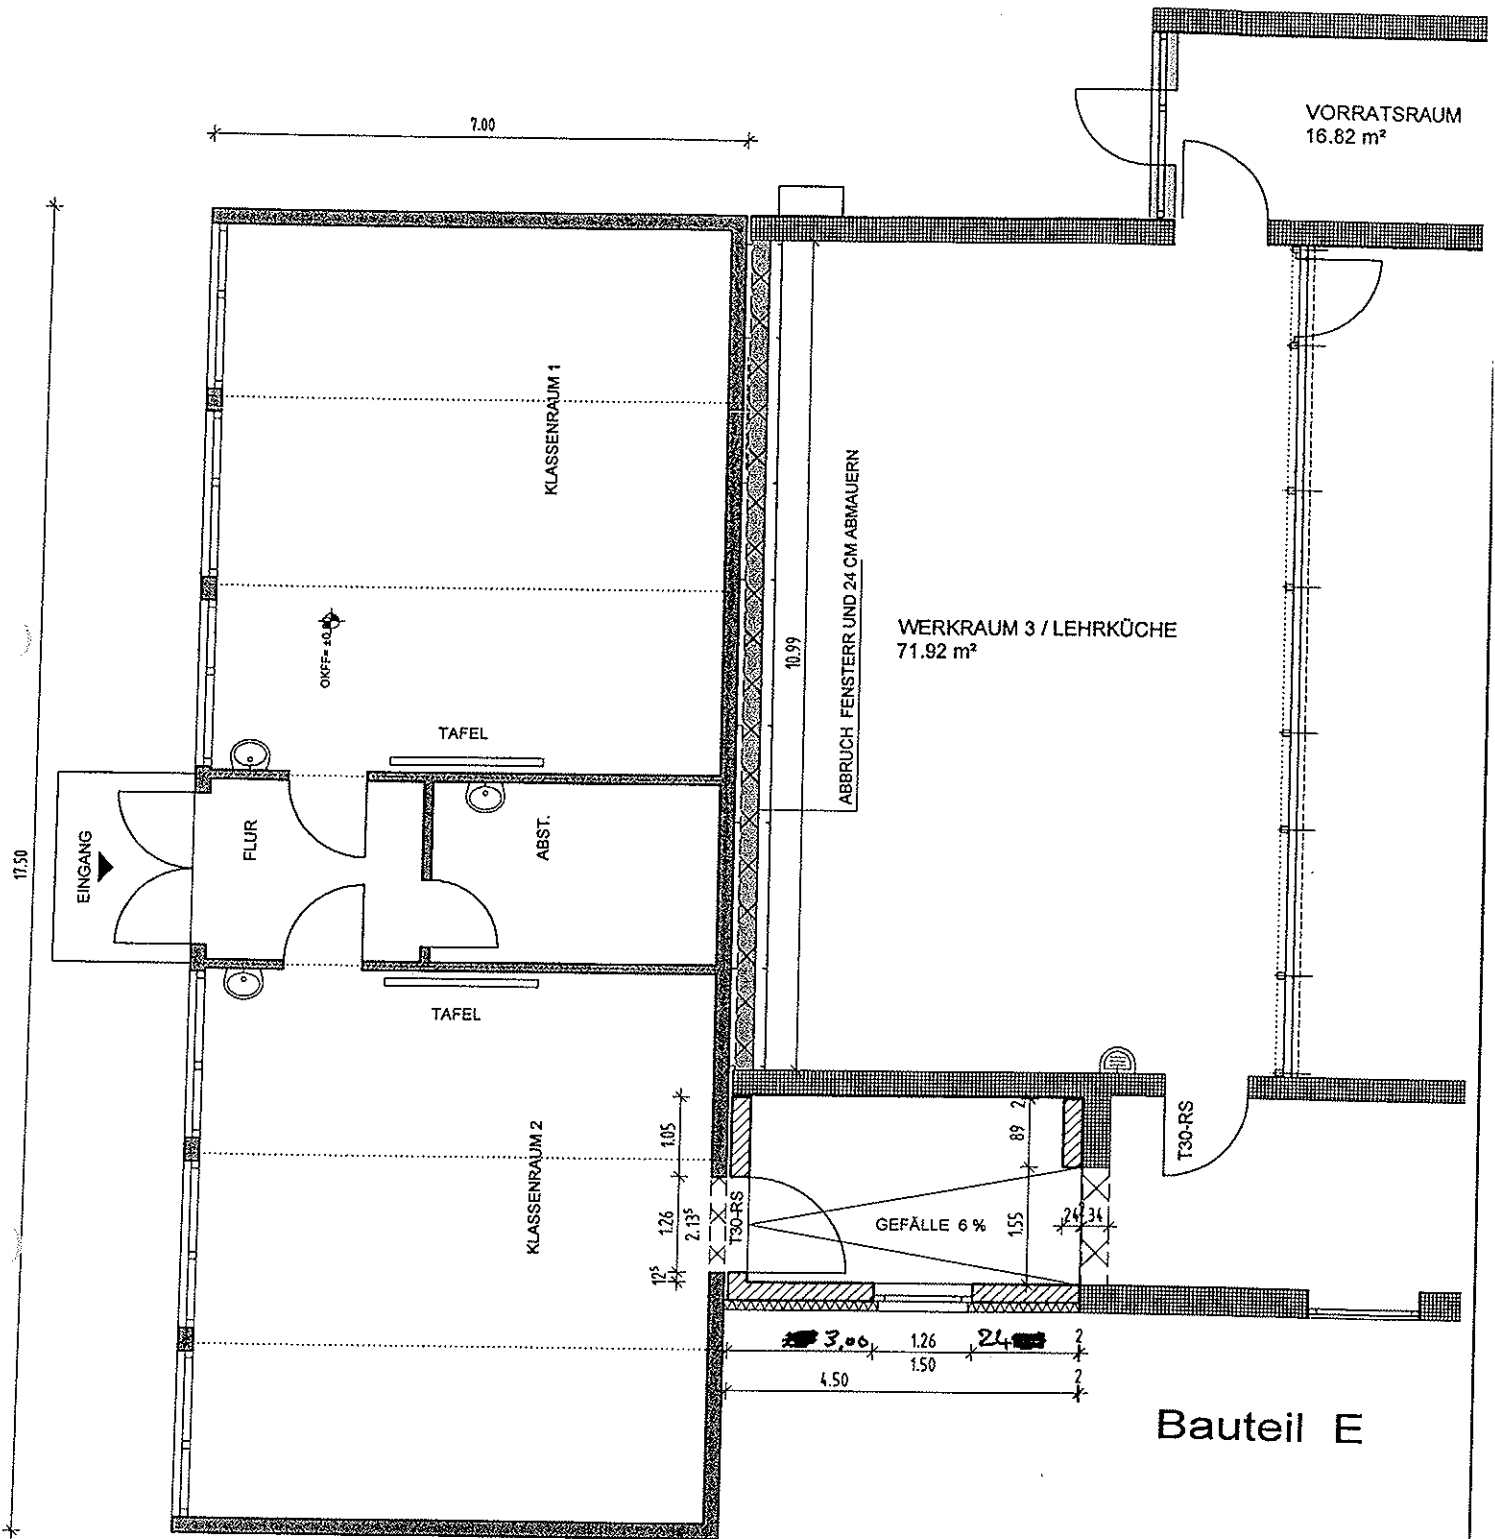 VORRATSRAUM
16.82 m²
7.00
17.50
KLASSENRAUM 1
ABBRUCH FENSTERR UND 24 CM ABMAUERN
10.99
WERKRAUM 3 / LEHRKÜCHE
71.92 m²
TAFEL
EINGANG
FLUR
ABST.
TAFEL
KLASSENRAUM 2
1.05
1.26
2.13⁵
12⁵
T30-RS
GEFÄLLE 6 %
89
2
1.55
24
34
T30-RS
3,00
1.26
1.50
24
2
4.50
2
Bauteil E